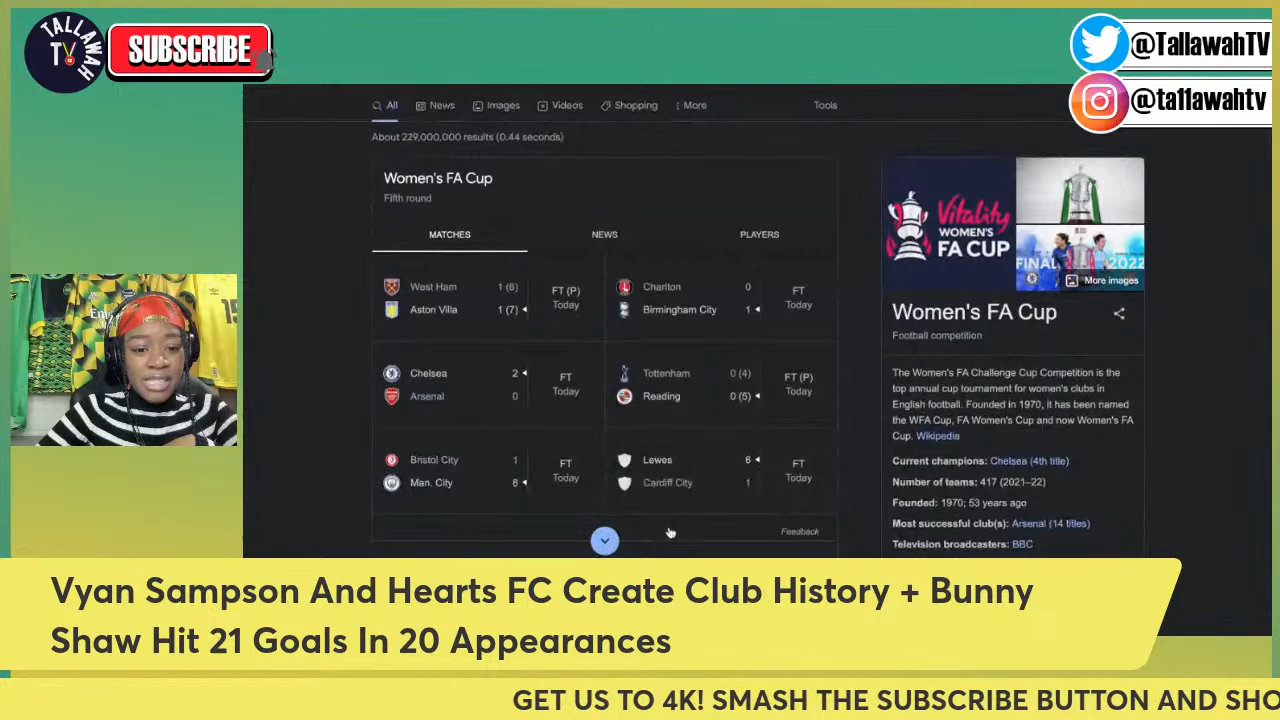 TALLAWAH
TV
SUBSCRIBE
@TallawahTV
@ta11awahtv
All News Images Videos Shopping More Tools
About 229,000,000 results (0.44 seconds)
Women's FA Cup
Fifth round
MATCHES NEWS PLAYERS
West Ham 1 (6)
Aston Villa 1 (7)
FT (P)
Today
Charlton 0
Birmingham City 1
FT
Today
Chelsea 2
Arsenal 0
FT
Today
Tottenham 0 (4)
Reading 0 (5)
FT (P)
Today
Bristol City 1
Man. City 6
FT
Today
Lewes 6
Cardiff City 1
FT
Today
Feedback
Vitality
WOMEN'S
FA CUP
FINAL 2022
More images
Women's FA Cup
Football competition
The Women's FA Challenge Cup Competition is the
top annual cup tournament for women's clubs in
English football. Founded in 1970, it has been named
the WFA Cup, FA Women's Cup and now Women's FA
Cup. Wikipedia
Current champions: Chelsea (4th title)
Number of teams: 417 (2021–22)
Founded: 1970; 53 years ago
Most successful club(s): Arsenal (14 titles)
Television broadcasters: BBC
Vyan Sampson And Hearts FC Create Club History + Bunny
Shaw Hit 21 Goals In 20 Appearances
GET US TO 4K! SMASH THE SUBSCRIBE BUTTON AND SHO